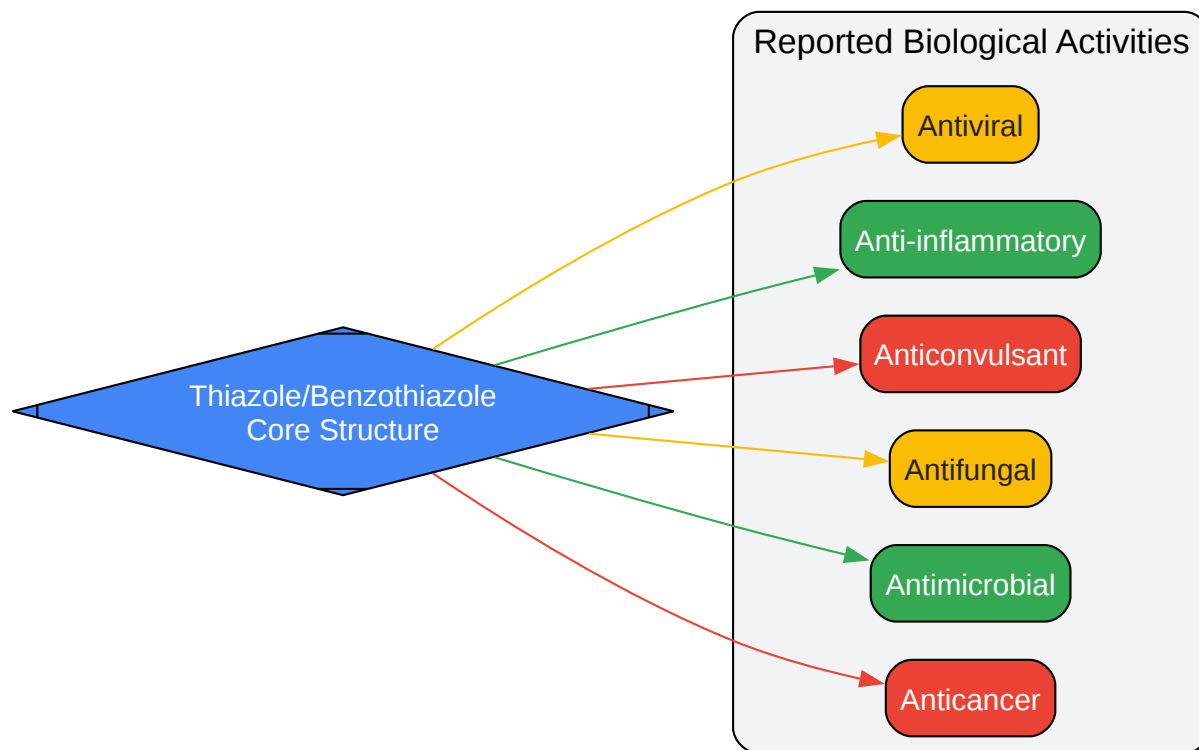 Reported Biological Activities
Antiviral
Anti-inflammatory
Anticonvulsant
Thiazole/Benzothiazole
Core Structure
Antifungal
Antimicrobial
Anticancer